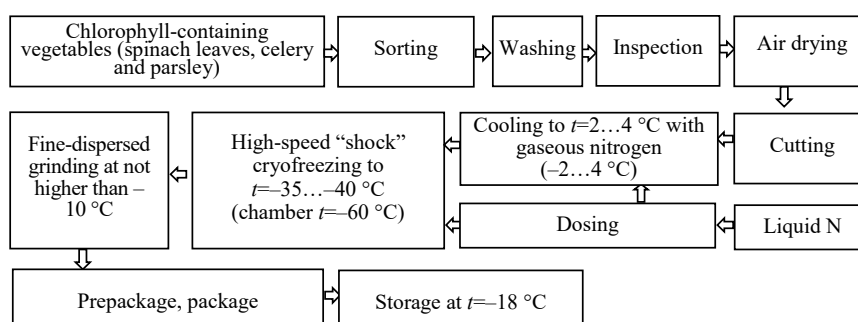 Chlorophyll-containing
vegetables (spinach leaves, celery
and parsley)
Sorting
Washing
Inspection
Air drying
Fine-dispersed
grinding at not
higher than –
10 °C
High-speed “shock”
cryofreezing to
t=–35…–40 °C
(chamber t=–60 °C)
Cooling to t=2…4 °C with
gaseous nitrogen
(–2…4 °C)
Cutting
Dosing
Liquid N
Prepackage, package
Storage at t=–18 °C